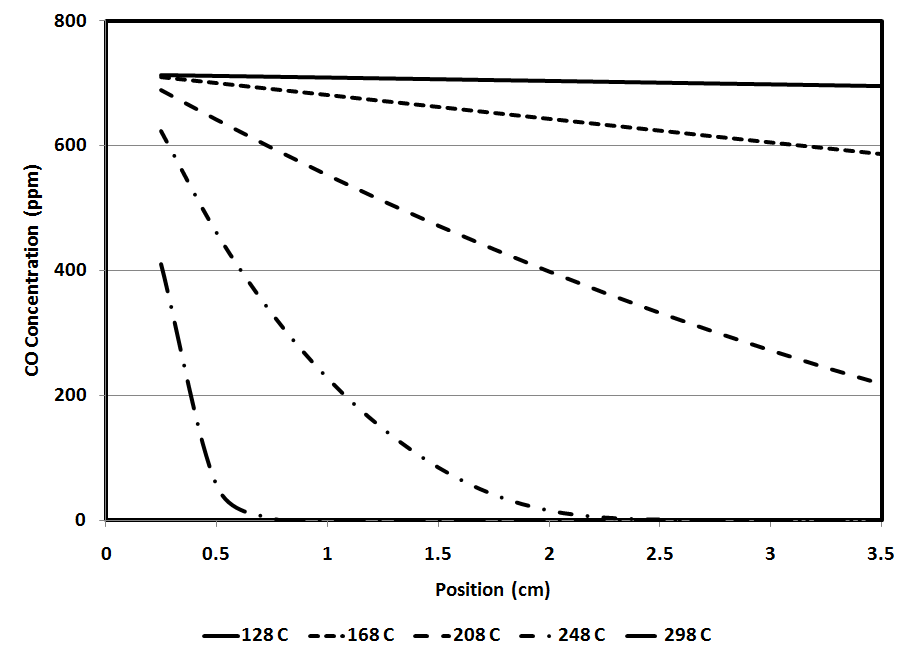 800
600
400
200
0
CO Concentration (ppm)
0 0.5 1 1.5 2 2.5 3 3.5
Position (cm)
128 C 168 C 208 C 248 C 298 C